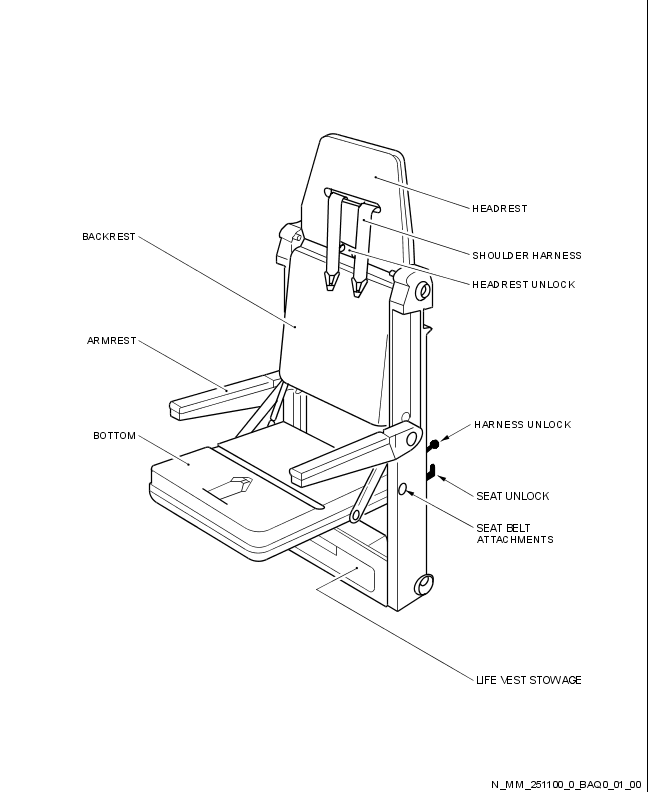 HEADREST
BACKREST
SHOULDER HARNESS
HEADREST UNLOCK
ARMREST
HARNESS UNLOCK
BOTTOM
SEAT UNLOCK
SEAT BELT
ATTACHMENTS
LIFE VEST STOWAGE
N_MM_251100_0_BAQ0_01_00